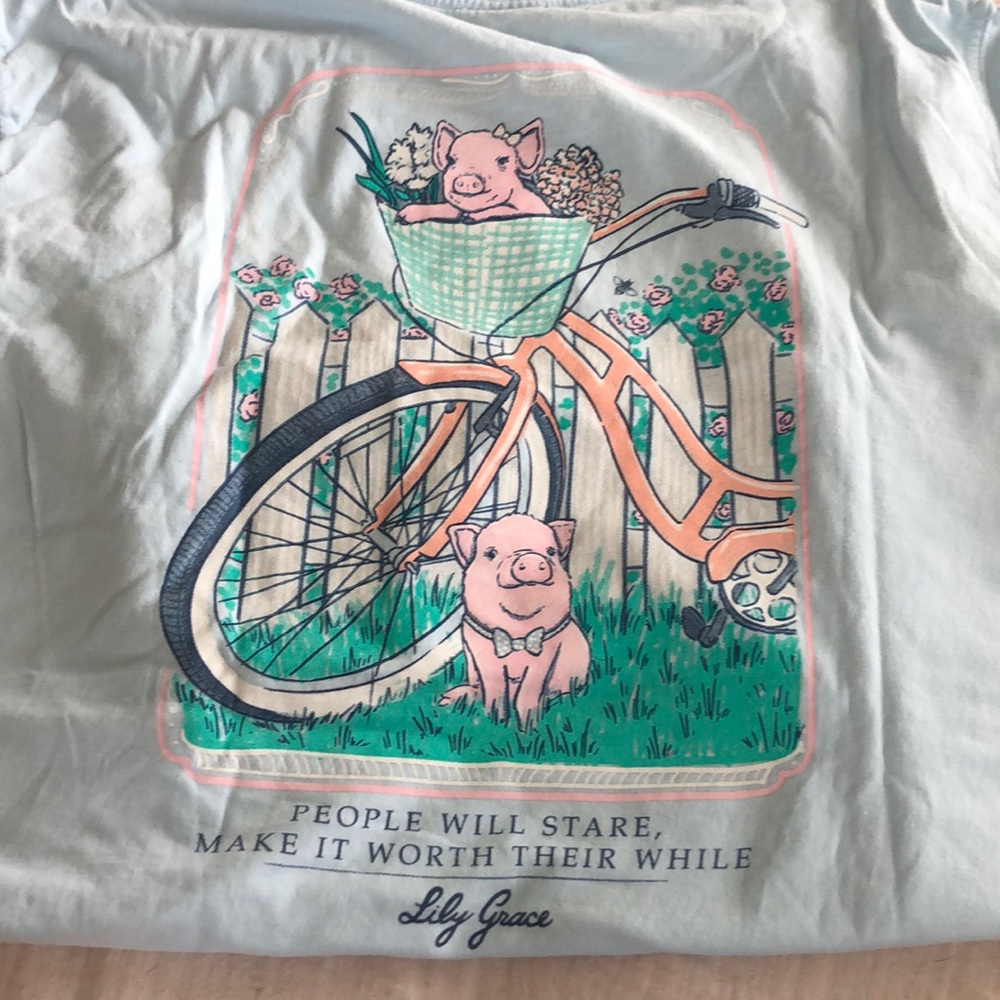 PEOPLE WILL STARE,
MAKE IT WORTH THEIR WHILE
Lily Grace